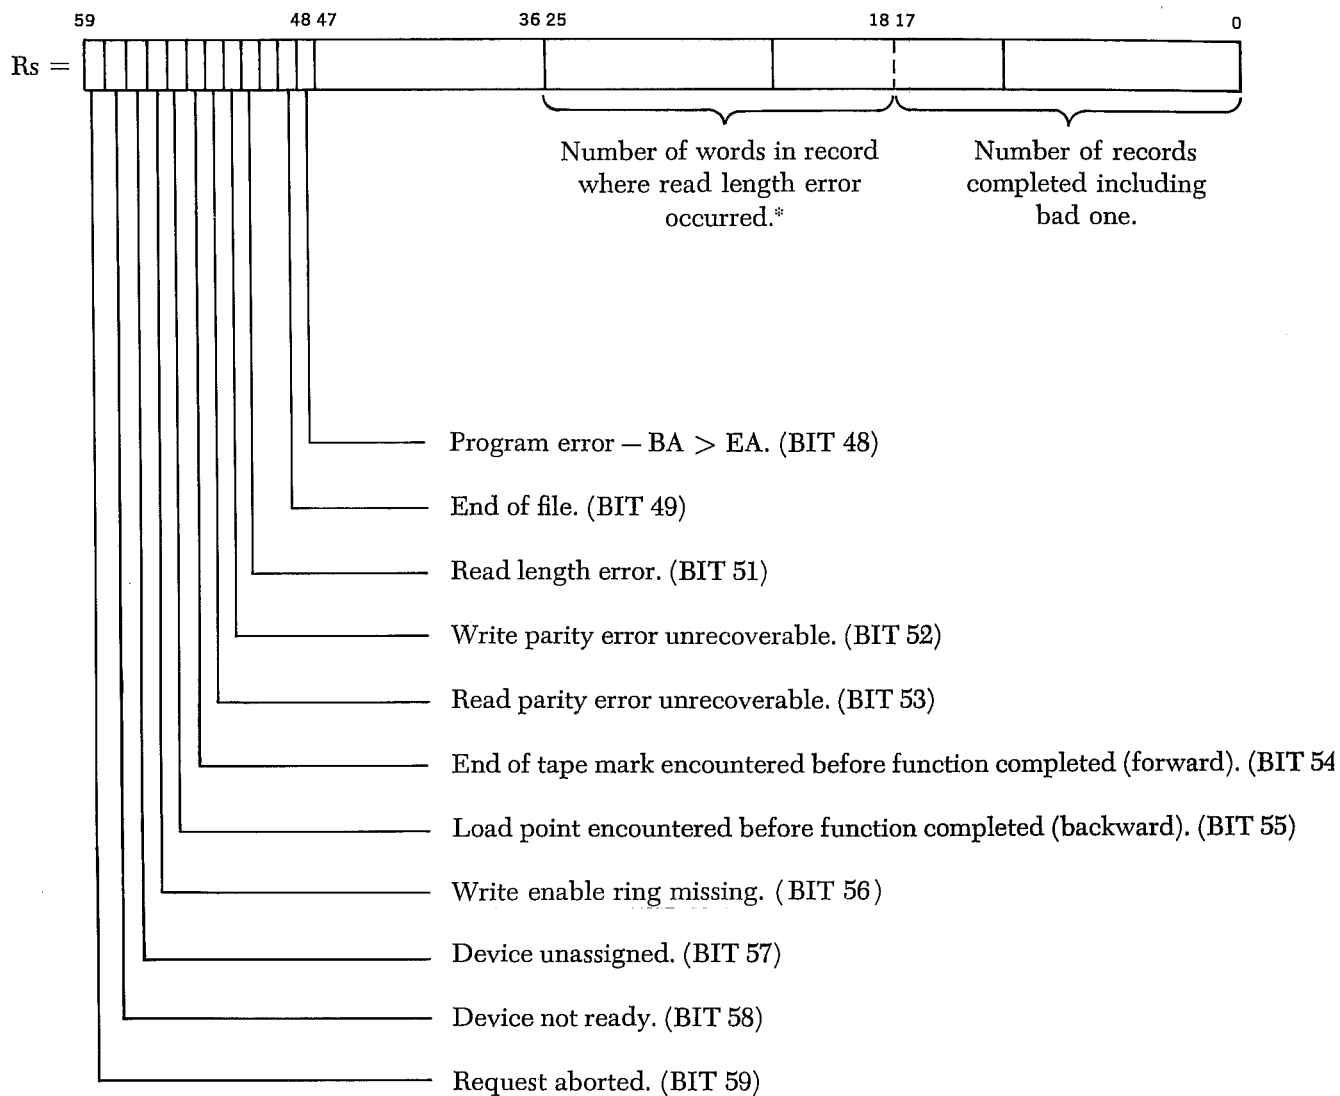 59 48 47 36 25 18 17 0
Rs =
Number of words in record
where read length error
occurred.*
Number of records
completed including
bad one.
Program error — BA > EA. (BIT 48)
End of file. (BIT 49)
Read length error. (BIT 51)
Write parity error unrecoverable. (BIT 52)
Read parity error unrecoverable. (BIT 53)
End of tape mark encountered before function completed (forward). (BIT 54
Load point encountered before function completed (backward). (BIT 55)
Write enable ring missing. (BIT 56)
Device unassigned. (BIT 57)
Device not ready. (BIT 58)
Request aborted. (BIT 59)